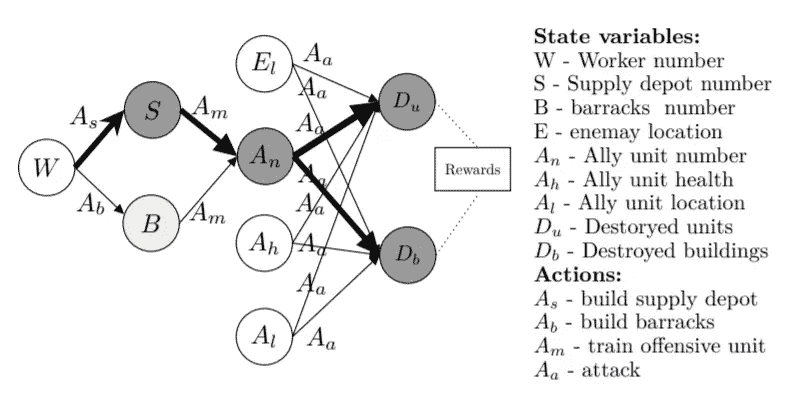 E_l
A_a
A_a
D_u
A_s
S
A_m
A_a
W
A_n
Rewards
A_a
A_b
B
A_m
A_a
A_h
A_a
D_b
A_a
A_l
A_a
State variables:
W - Worker number
S - Supply depot number
B - barracks number
E - enemay location
A_n - Ally unit number
A_h - Ally unit health
A_l - Ally unit location
D_u - Destoryed units
D_b - Destroyed buildings
Actions:
A_s - build supply depot
A_b - build barracks
A_m - train offensive unit
A_a - attack